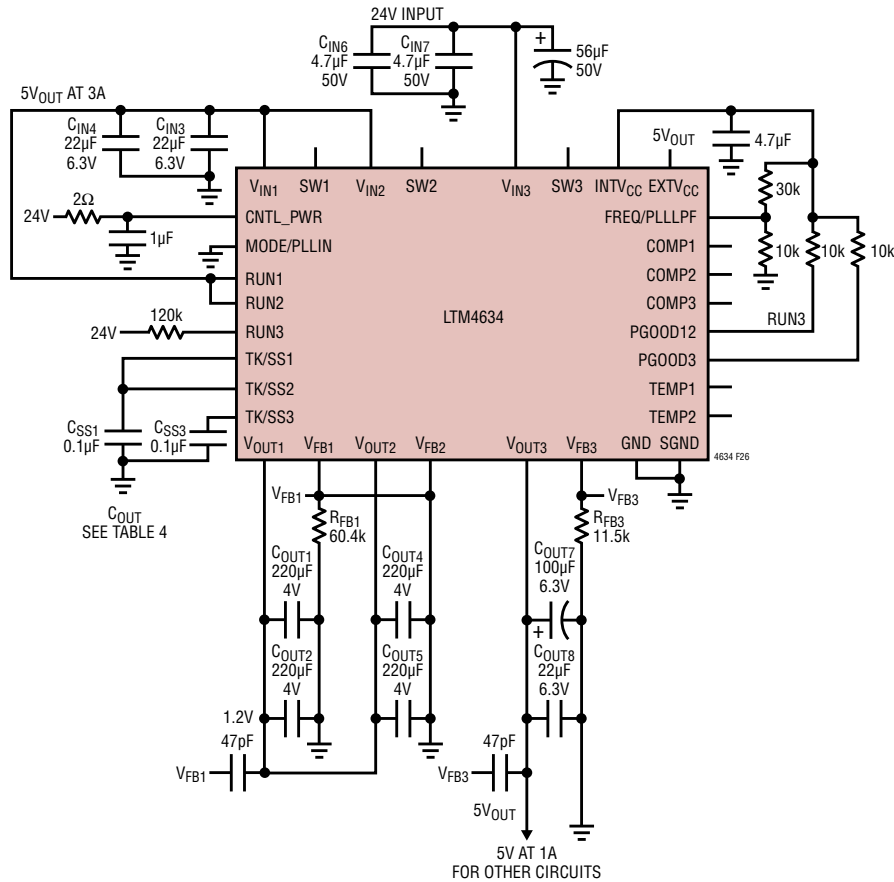 24V INPUT
CIN6
4.7µF
50V
CIN7
4.7µF
50V
+
56µF
50V
5VOUT AT 3A
CIN4
22µF
6.3V
CIN3
22µF
6.3V
5VOUT
4.7µF
30k
VIN1
SW1
VIN2
SW2
VIN3
SW3
INTVCC
EXTVCC
24V
2Ω
1µF
CNTL_PWR
MODE/PLLIN
RUN1
RUN2
24V
120k
RUN3
TK/SS1
TK/SS2
TK/SS3
LTM4634
FREQ/PLLLPF
COMP1
COMP2
COMP3
PGOOD12
PGOOD3
TEMP1
TEMP2
10k
10k
10k
RUN3
CSS1
0.1µF
CSS3
0.1µF
VOUT1
VFB1
VOUT2
VFB2
VOUT3
VFB3
GND
SGND
4634 F26
COUT
SEE TABLE 4
VFB1
RFB1
60.4k
VFB3
RFB3
11.5k
COUT1
220µF
4V
COUT4
220µF
4V
COUT7
100µF
6.3V
+
COUT2
220µF
4V
COUT5
220µF
4V
COUT8
22µF
6.3V
1.2V
47pF
VFB1
47pF
VFB3
5VOUT
5V AT 1A
FOR OTHER CIRCUITS